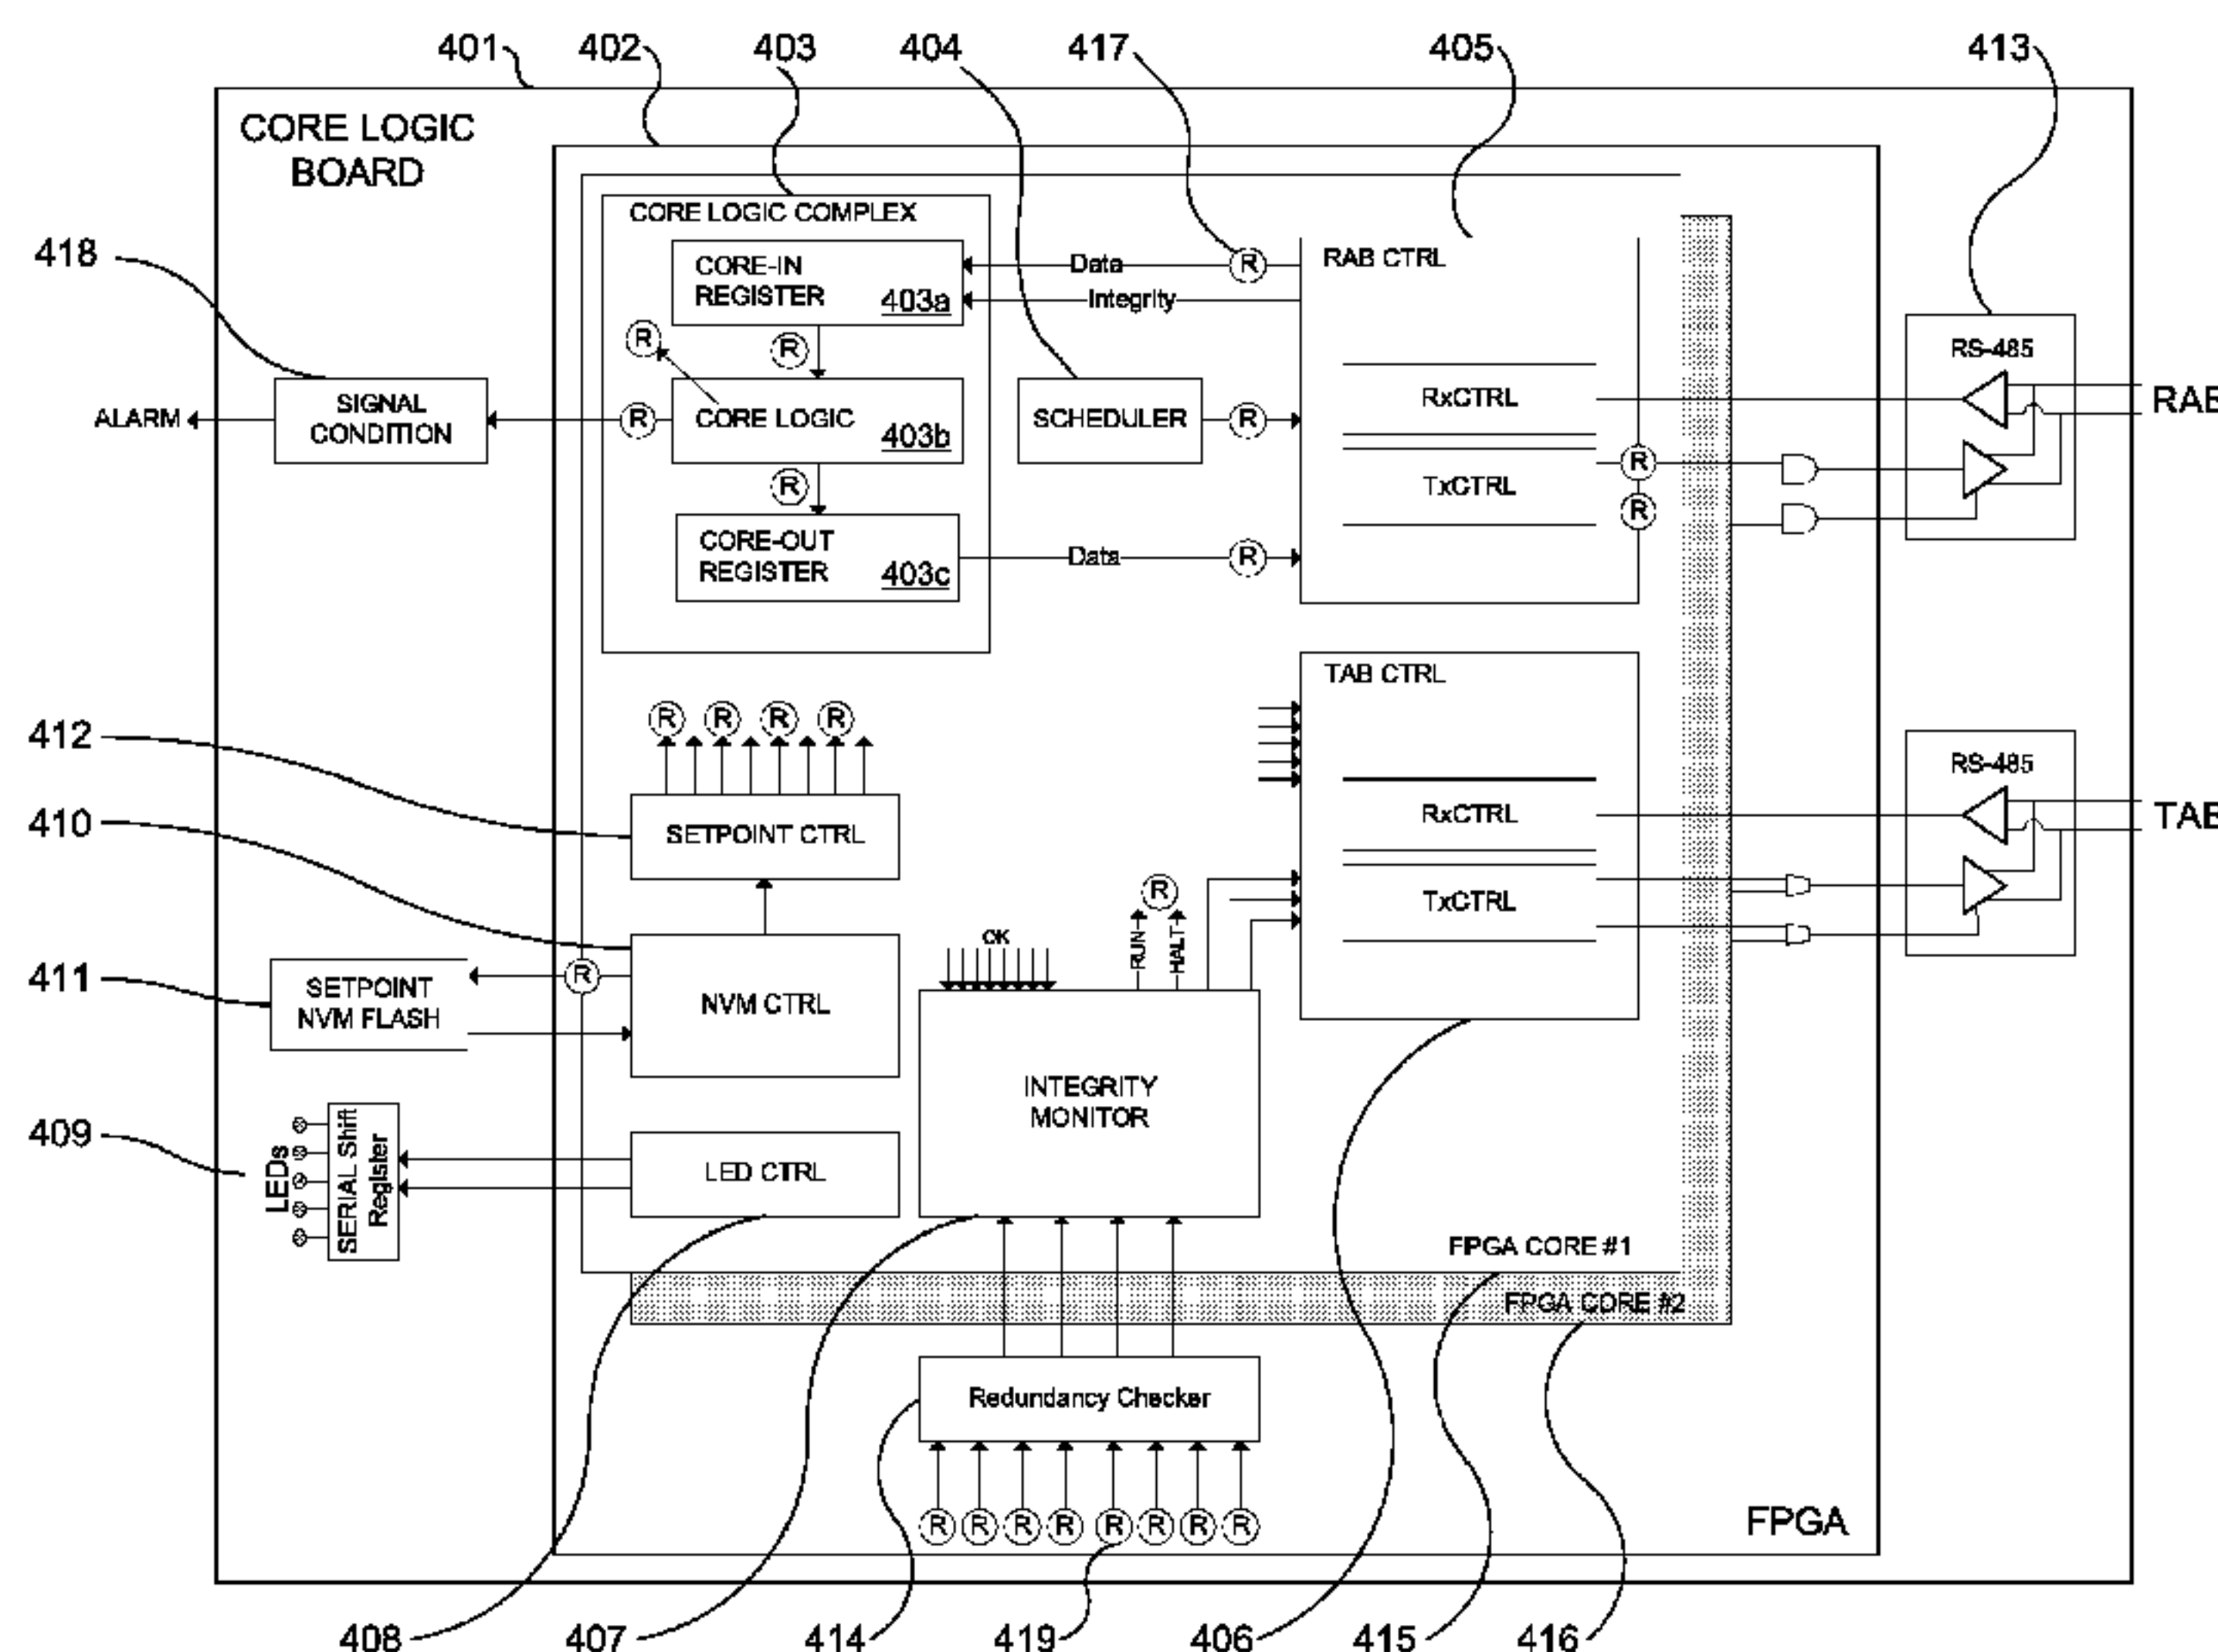 401 402 403 404 417 405 413
CORE LOGIC
BOARD
CORE LOGIC COMPLEX
418
CORE-IN
REGISTER 403a
Data R
Integrity
RAB CTRL
R R
RS-485
ALARM
SIGNAL
CONDITION
R
CORE LOGIC 403b
SCHEDULER
R
RxCTRL
RAB
R
TxCTRL
R
R
CORE-OUT
REGISTER 403c
Data R
TAB CTRL
412
R R R R
SETPOINT CTRL
RS-485
RxCTRL
TAB
410
R
TxCTRL
OK
RUN
HALT
411
SETPOINT
NVM FLASH
R
NVM CTRL
INTEGRITY
MONITOR
409
LEDs
SERIAL Shift
Register
LED CTRL
FPGA CORE #1
FPGA CORE #2
Redundancy Checker
R R R R R R R R
FPGA
408 407 414 419 406 415 416